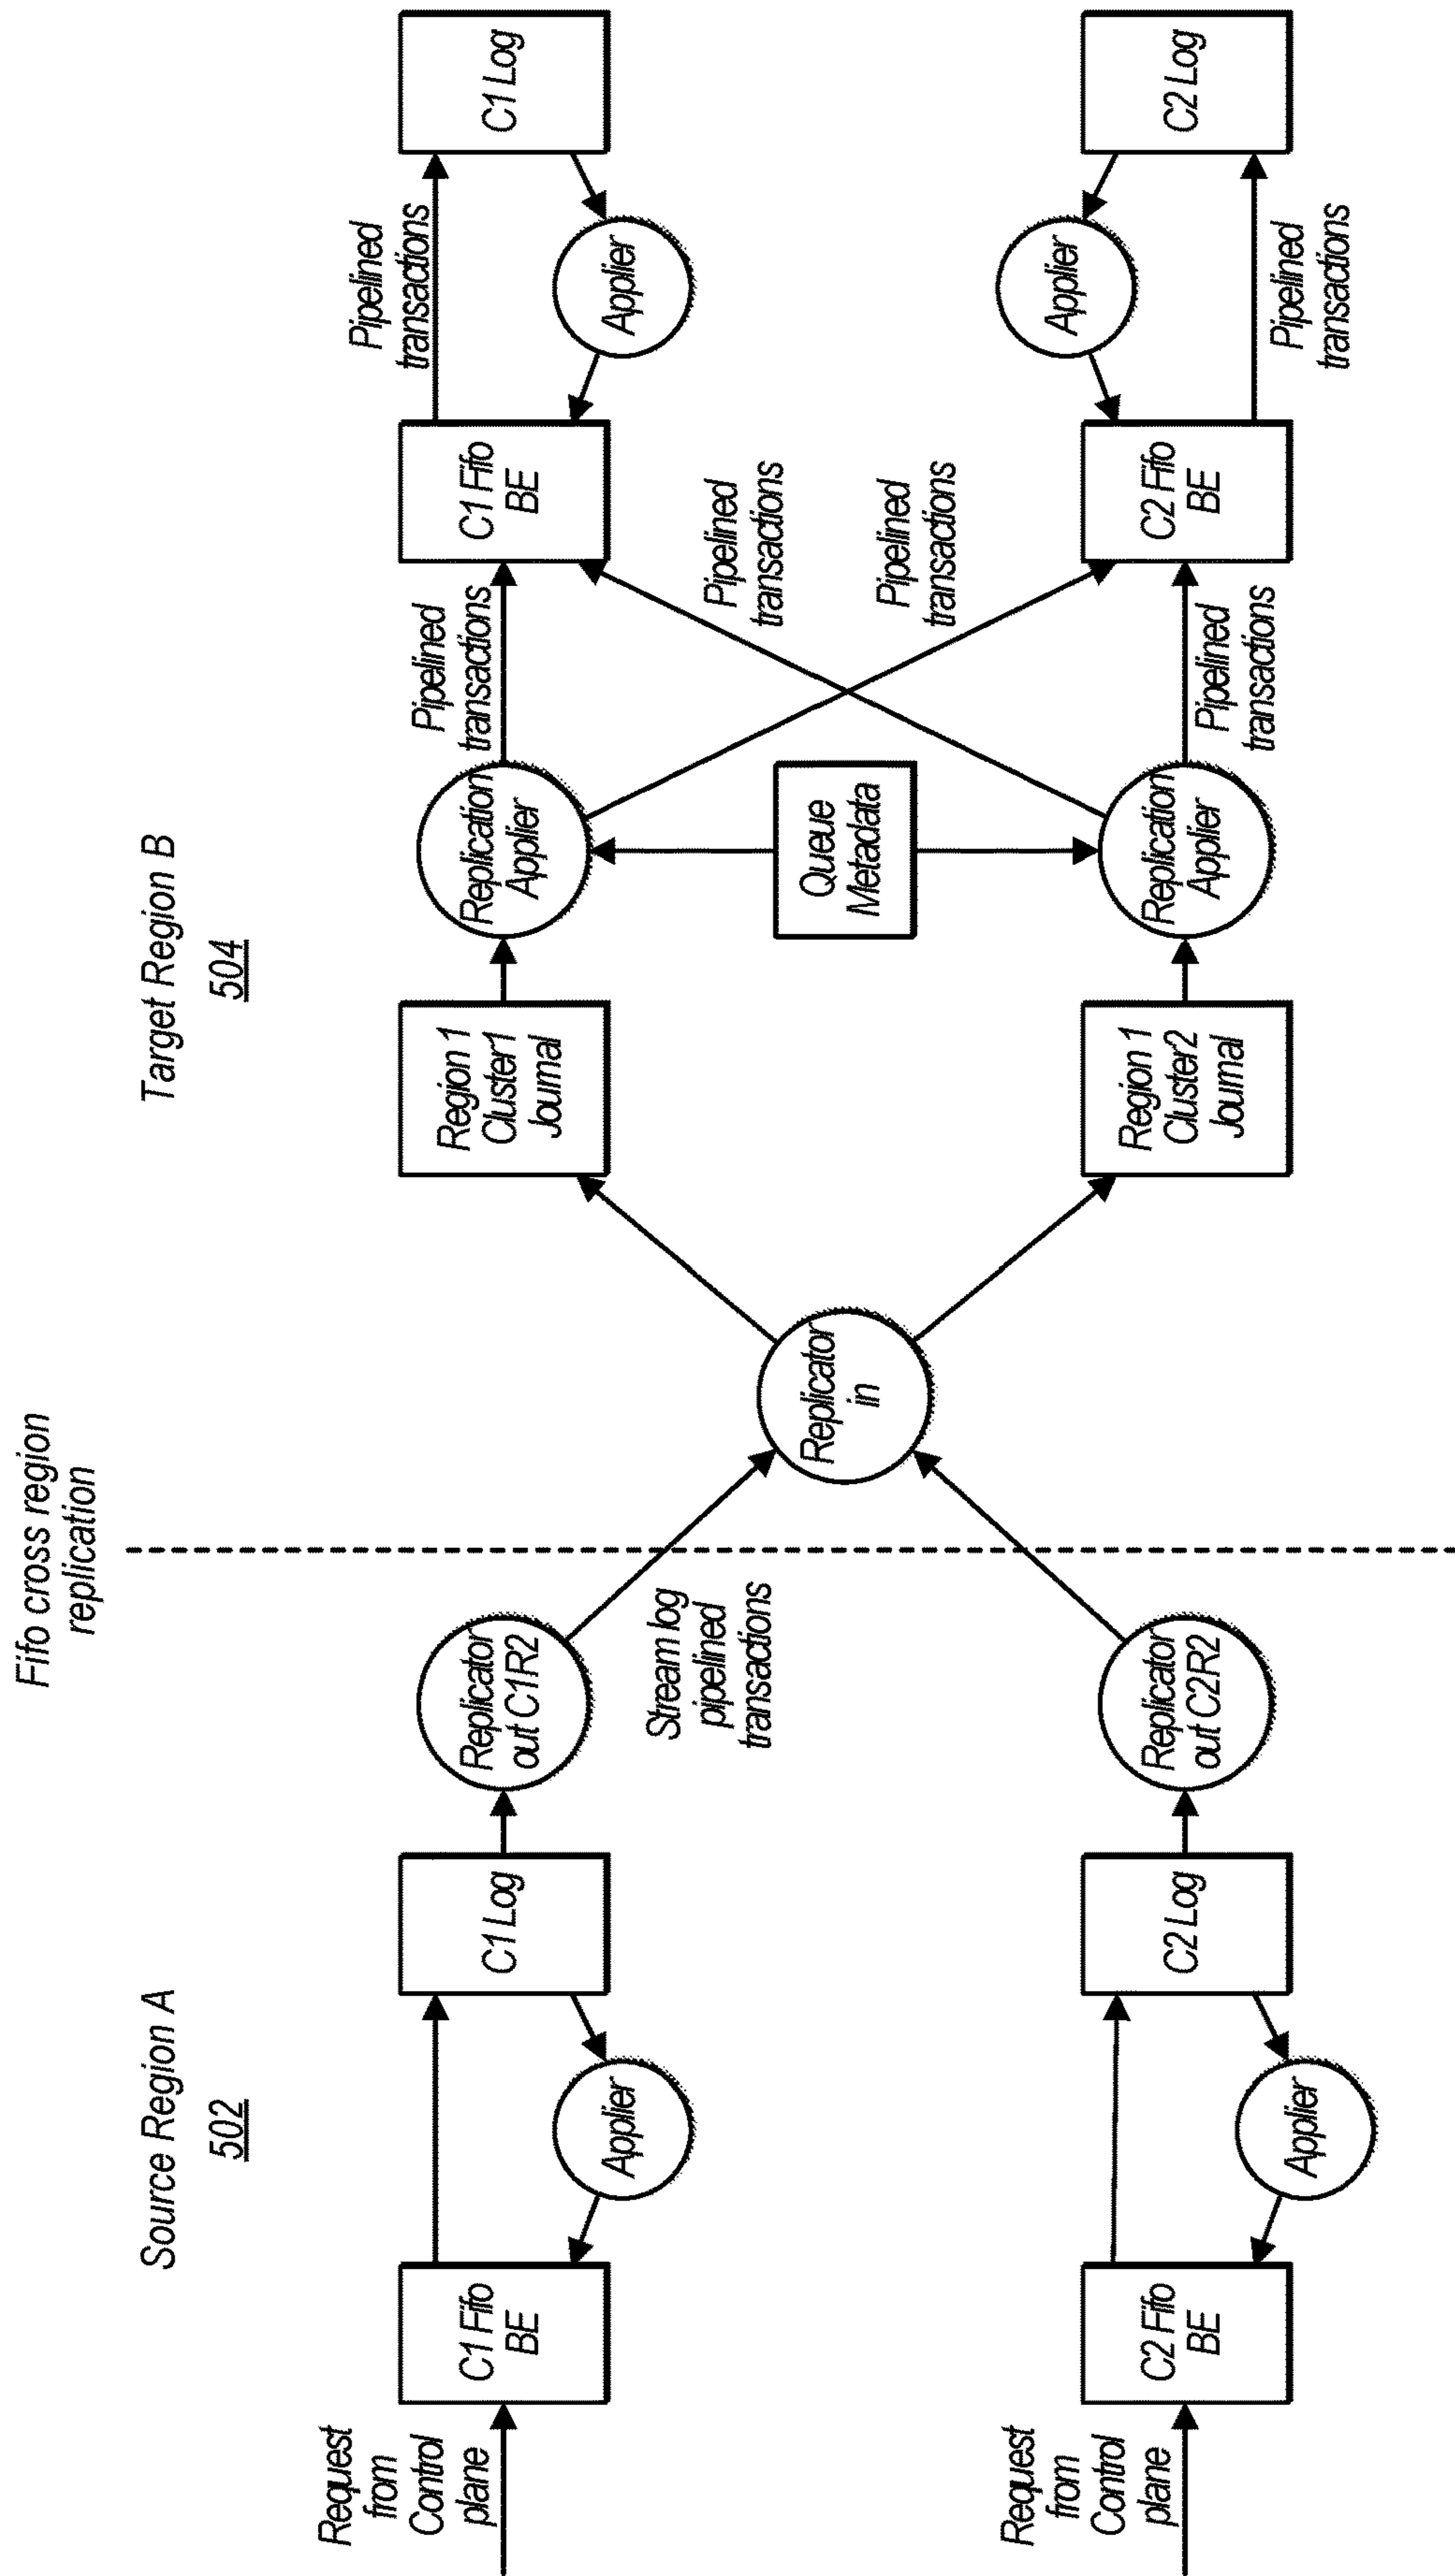 Fifo cross region
replication
Source Region A
502
Target Region B
504
Request
from
Control
plane
C1 Fifo
BE
Applier
C1 Log
Replicator
out C1R2
Stream log
pipelined
transactions
Replicator
in
Region 1
Cluster1
Journal
Replication
Applier
Pipelined
transactions
C1 Fifo
BE
Pipelined
transactions
Applier
C1 Log
Queue
Metadata
Pipelined
transactions
Pipelined
transactions
Request
from
Control
plane
C2 Fifo
BE
Applier
C2 Log
Replicator
out C2R2
Region 1
Cluster2
Journal
Replication
Applier
Pipelined
transactions
C2 Fifo
BE
Applier
Pipelined
transactions
C2 Log